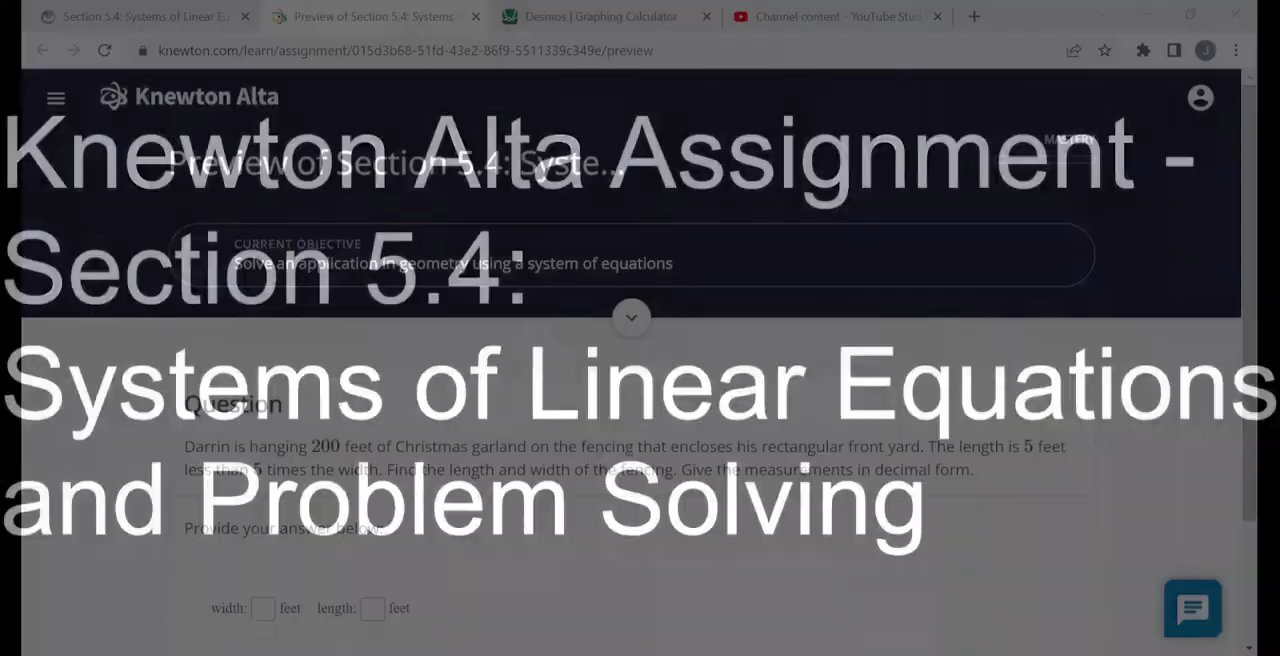 Section 5.4: Systems of Linear Eq
Preview of Section 5.4: Systems
Desmos | Graphing Calculator
Channel content - YouTube Stud
knewton.com/learn/assignment/015d3b68-51fd-43e2-86f9-5511339c349e/preview
J
Knewton Alta
Knewton Alta Assignment -
MASTERY
Preview of Section 5.4: Syste...
Section 5.4:
CURRENT OBJECTIVE
Solve an application in geometry using a system of equations
Systems of Linear Equations
Question
Darrin is hanging 200 feet of Christmas garland on the fencing that encloses his rectangular front yard. The length is 5 feet
less than 5 times the width. Find the length and width of the fencing. Give the measurements in decimal form.
and Problem Solving
Provide your answer below:
width: feet length: feet